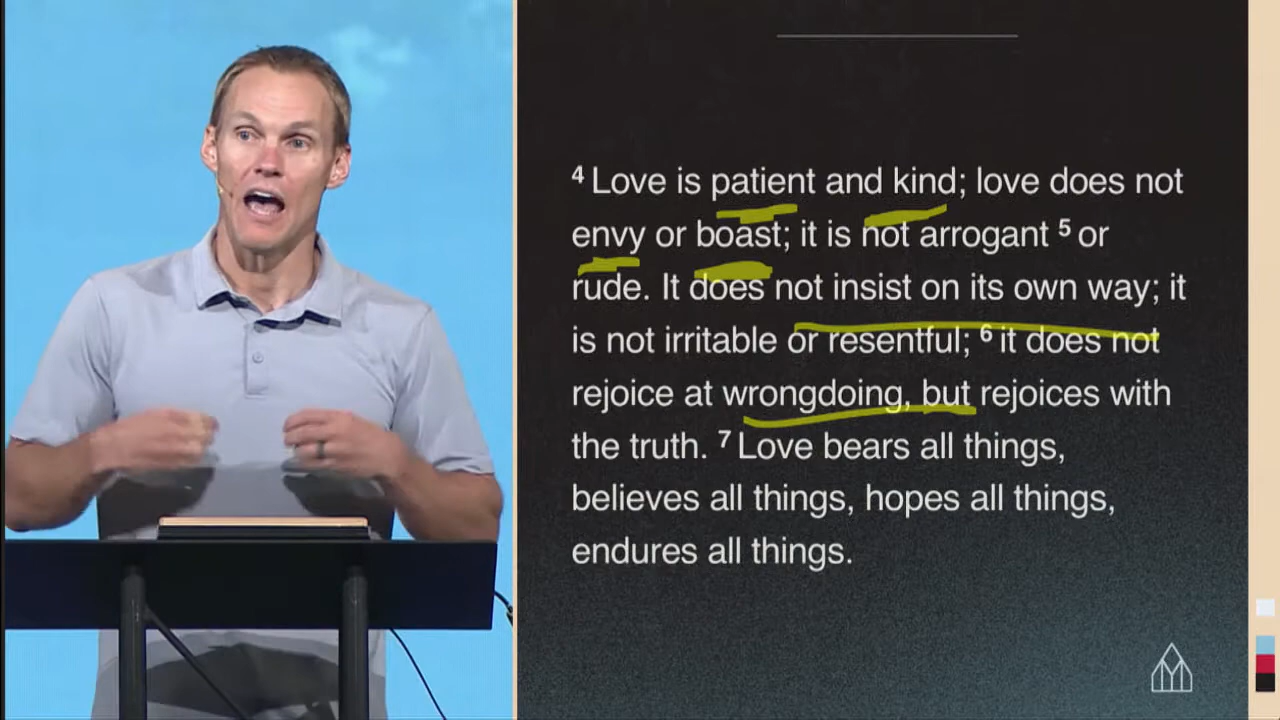 ⁴ Love is patient and kind; love does not
envy or boast; it is not arrogant ⁵ or
rude. It does not insist on its own way; it
is not irritable or resentful; ⁶ it does not
rejoice at wrongdoing, but rejoices with
the truth. ⁷ Love bears all things,
believes all things, hopes all things,
endures all things.